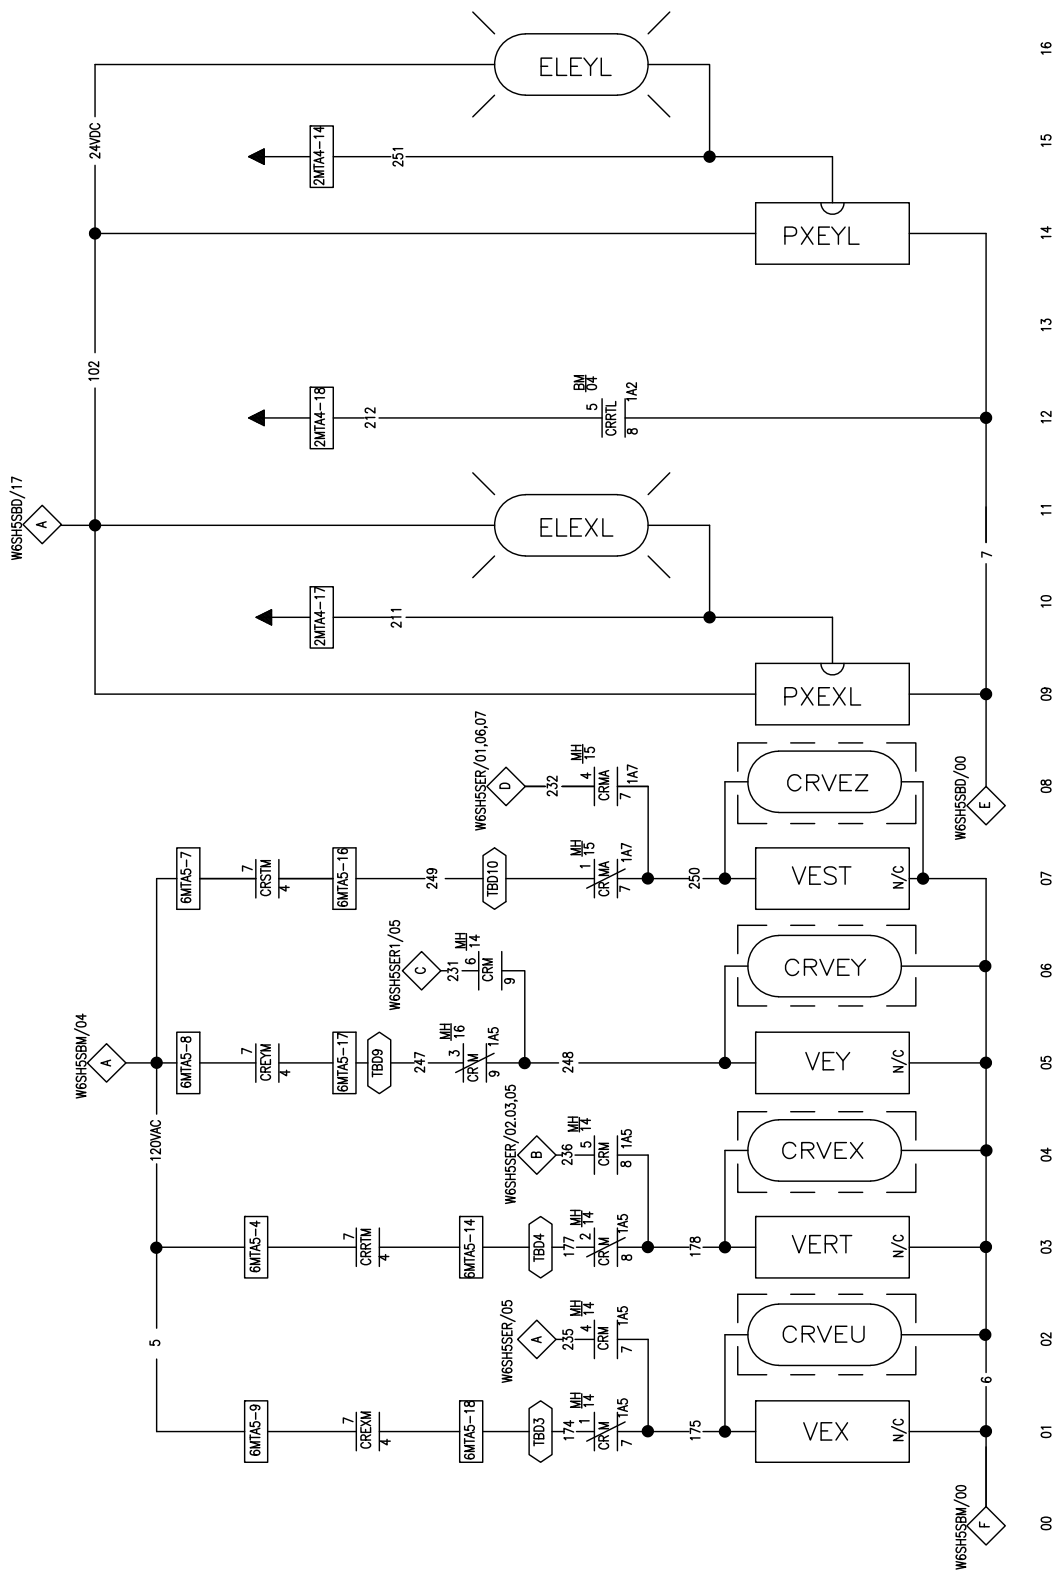 16
15
14
13
12
11
10
09
08
07
06
05
04
03
02
01
00
ELEYL
24VDC
2MTA4-14
251
PXEYL
102
2MTA4-18
212
BM
04
5
CRRTL
8
1A2
W6SH5SBD/17
A
ELEXL
7
2MTA4-17
211
PXEXL
W6SH5SER/01,06,07
D
232
MH
15
4
CRMA
7
1A7
CRVEZ
W6SH5SBD/00
E
6MTA5-7
7
CRSTM
4
6MTA5-16
249
TBD10
MH
15
1
CRMA
7
1A7
250
VEST
N/C
W6SH5SER1/05
C
231
MH
14
6
CRM
9
CRVEY
W6SH5SBM/04
A
6MTA5-8
7
CREYM
4
6MTA5-17
TBD9
247
MH
16
3
CRM
9
1A5
248
VEY
N/C
120VAC
W6SH5SER/02.03,05
B
236
MH
14
5
CRM
8
1A5
CRVEX
6MTA5-4
7
CRRTM
4
6MTA5-14
TBD4
177
MH
14
2
CRM
8
1A5
178
VERT
N/C
5
W6SH5SER/05
A
235
MH
14
4
CRM
7
1A5
CRVEU
6
6MTA5-9
7
CREXM
4
6MTA5-18
TBD3
174
MH
14
1
CRM
7
1A5
175
VEX
N/C
W6SH5SBM/00
F